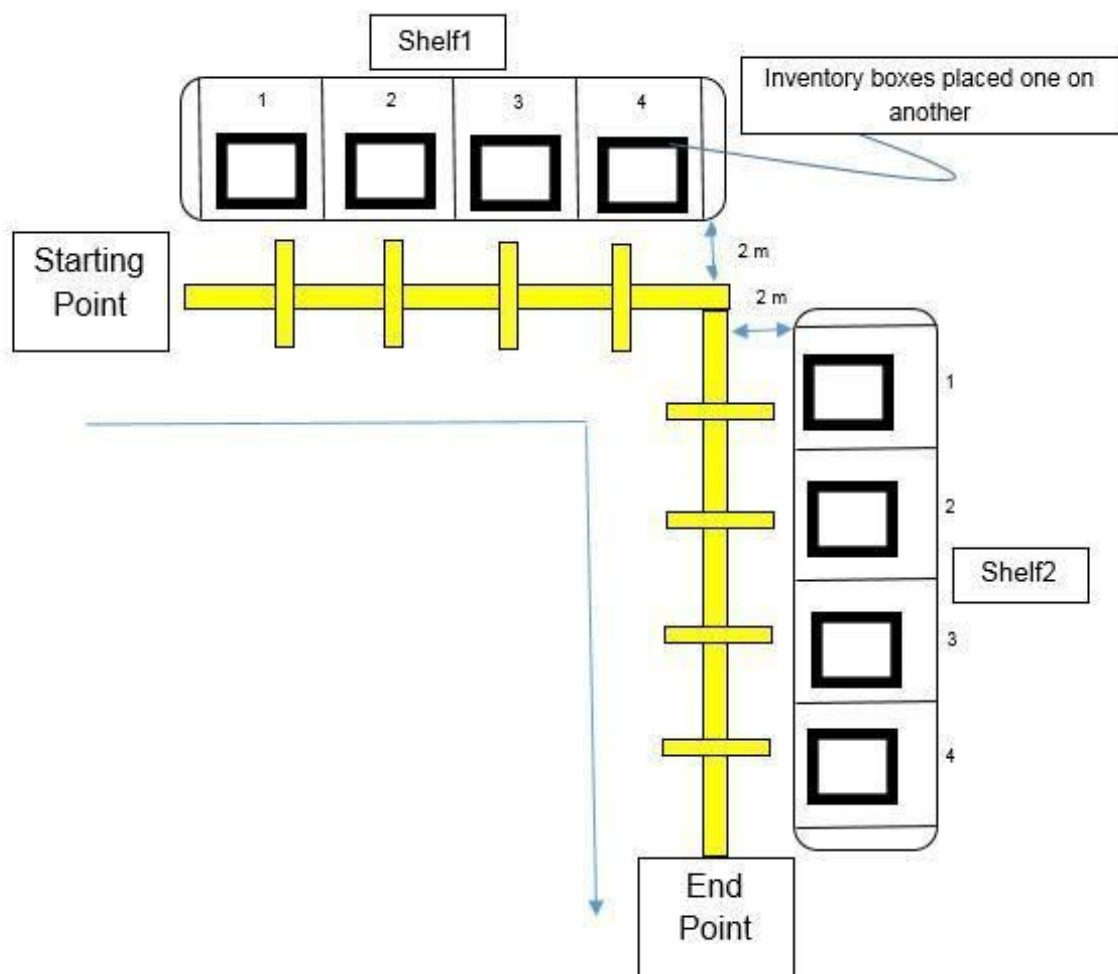 Shelf1
Inventory boxes placed one on
another
1
2
3
4
Starting
Point
2 m
2 m
1
2
Shelf2
3
4
End
Point